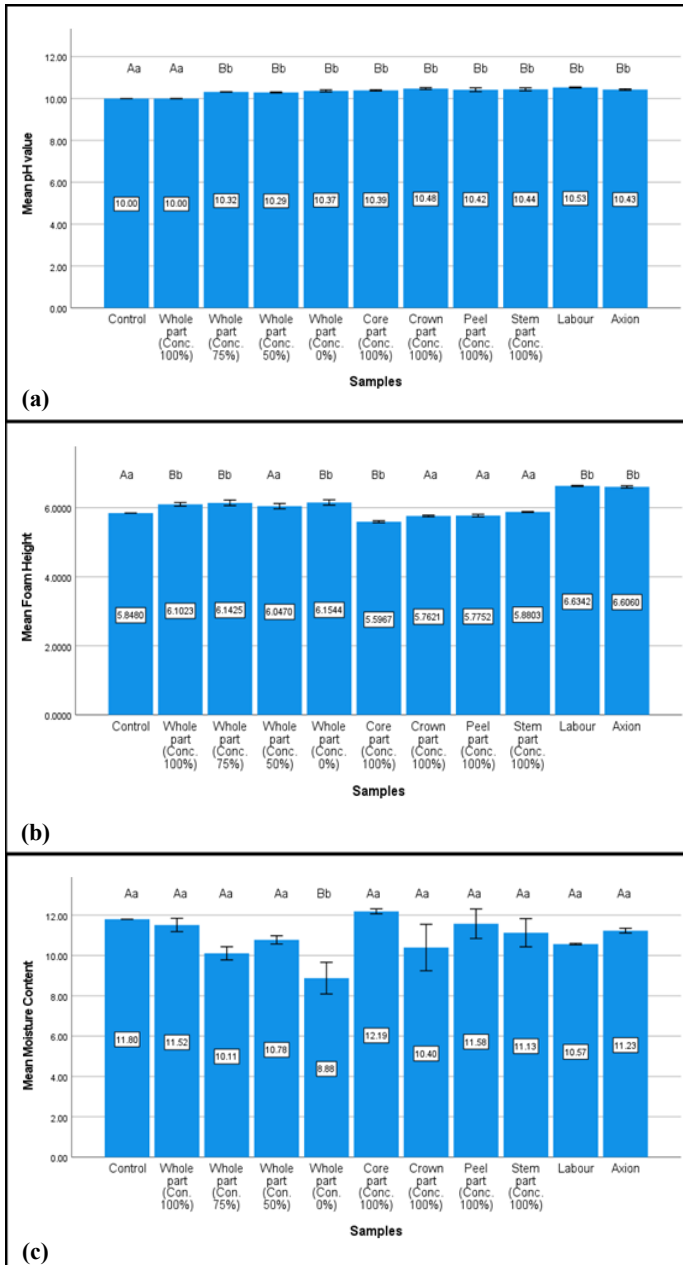 12.00
10.00
8.00
6.00
4.00
2.00
0.00
Mean pH value
Aa Aa Bb Bb Bb Bb Bb Bb Bb Bb Bb
10.00 10.00 10.32 10.29 10.37 10.39 10.48 10.42 10.44 10.53 10.43
Control Whole Whole Whole Whole Core Crown Peel Stem Labour Axion
part part part part part part part part
(Conc. (Conc. (Conc. (Conc. (Conc. (Conc. (Conc. (Conc.
100%) 75%) 50%) 0%) 100%) 100%) 100%) 100%)
Samples
(a)
6.0000
4.0000
2.0000
0.0000
Mean Foam Height
Aa Bb Bb Aa Bb Bb Aa Aa Aa Bb Bb
5.8480 6.1023 6.1425 6.0470 6.1544 5.5967 5.7621 5.7752 5.8803 6.6342 6.6060
Control Whole Whole Whole Whole Core Crown Peel Stem Labour Axion
part part part part part part part part
(Conc. (Conc. (Conc. (Conc. (Conc. (Conc. (Conc. (Conc.
100%) 75%) 50%) 0%) 100%) 100%) 100%) 100%)
Samples
(b)
12.00
10.00
8.00
6.00
4.00
2.00
0.00
Mean Moisture Content
Aa Aa Aa Aa Bb Aa Aa Aa Aa Aa Aa
11.80 11.52 10.11 10.78 8.88 12.19 10.40 11.58 11.13 10.57 11.23
Control Whole Whole Whole Whole Core Crown Peel Stem Labour Axion
part part part part part part part part
(Con. (Con. (Con. (Con. (Conc. (Conc. (Conc. (Conc.
100%) 75%) 50%) 0%) 100%) 100%) 100%) 100%)
Samples
(c)